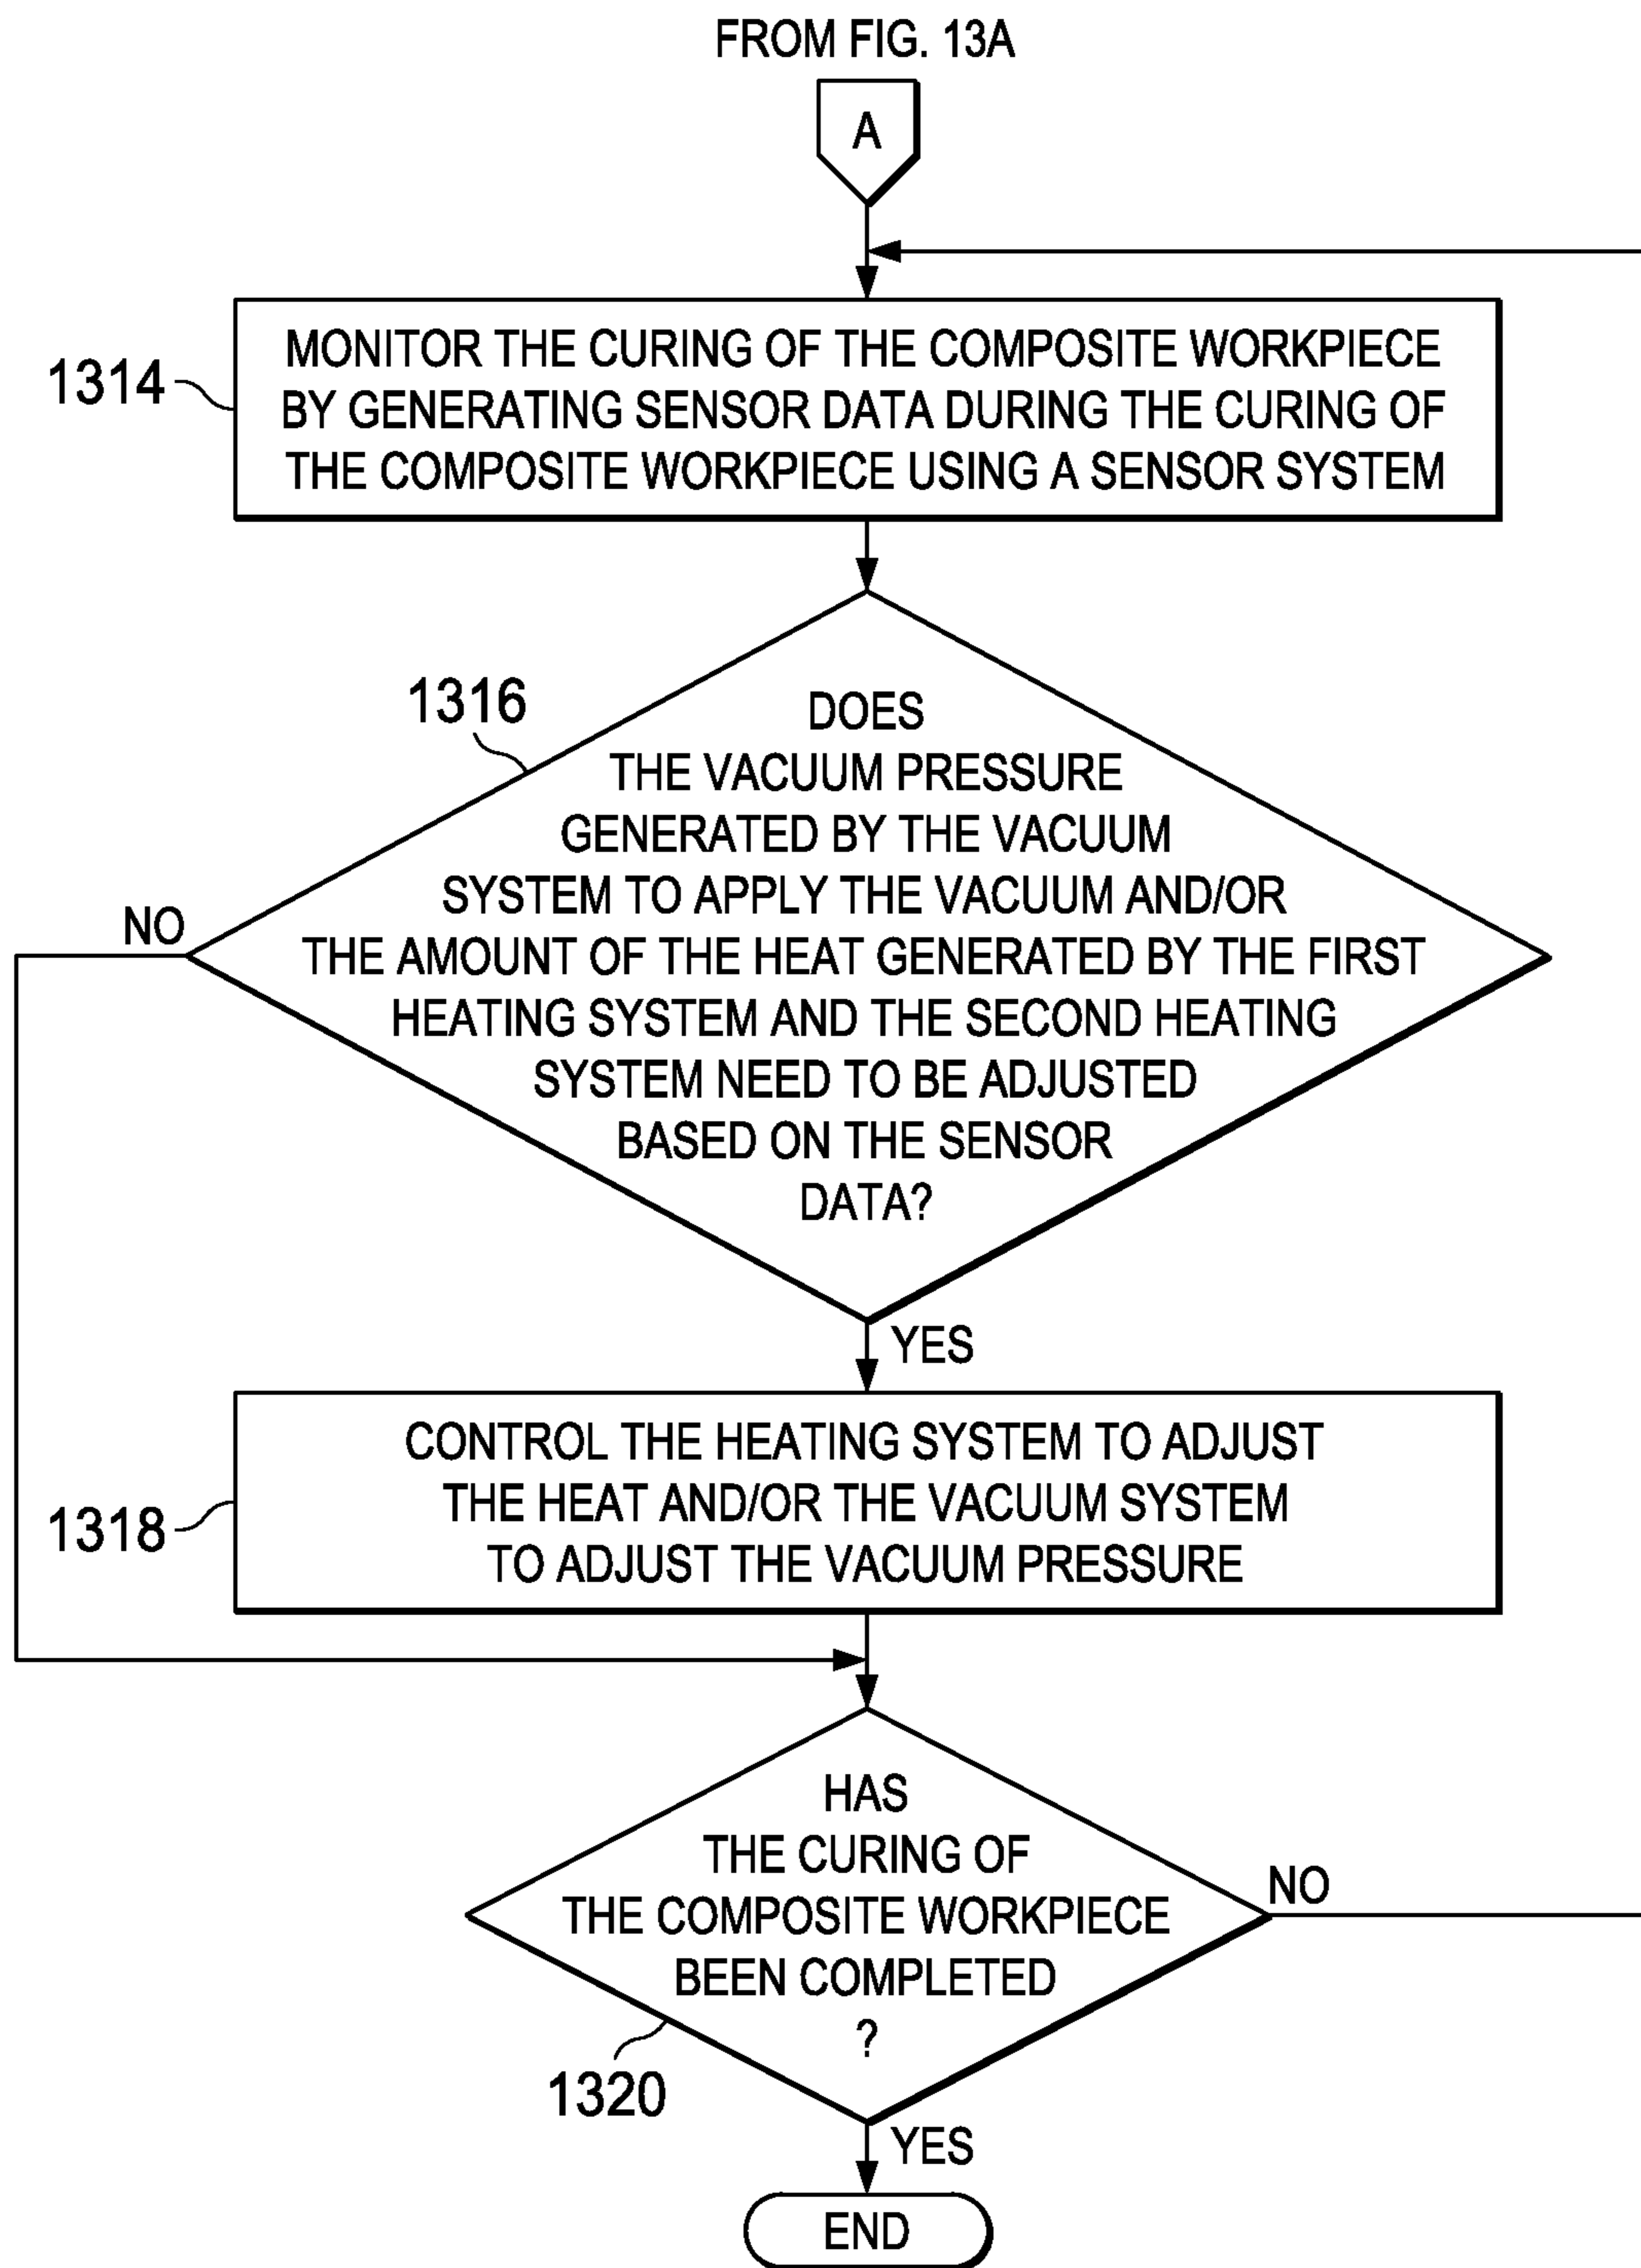 FROM FIG. 13A
A
1314
MONITOR THE CURING OF THE COMPOSITE WORKPIECE
BY GENERATING SENSOR DATA DURING THE CURING OF
THE COMPOSITE WORKPIECE USING A SENSOR SYSTEM
1316
DOES
THE VACUUM PRESSURE
GENERATED BY THE VACUUM
SYSTEM TO APPLY THE VACUUM AND/OR
THE AMOUNT OF THE HEAT GENERATED BY THE FIRST
HEATING SYSTEM AND THE SECOND HEATING
SYSTEM NEED TO BE ADJUSTED
BASED ON THE SENSOR
DATA?
NO
YES
1318
CONTROL THE HEATING SYSTEM TO ADJUST
THE HEAT AND/OR THE VACUUM SYSTEM
TO ADJUST THE VACUUM PRESSURE
HAS
THE CURING OF
THE COMPOSITE WORKPIECE
BEEN COMPLETED
?
NO
1320
YES
END